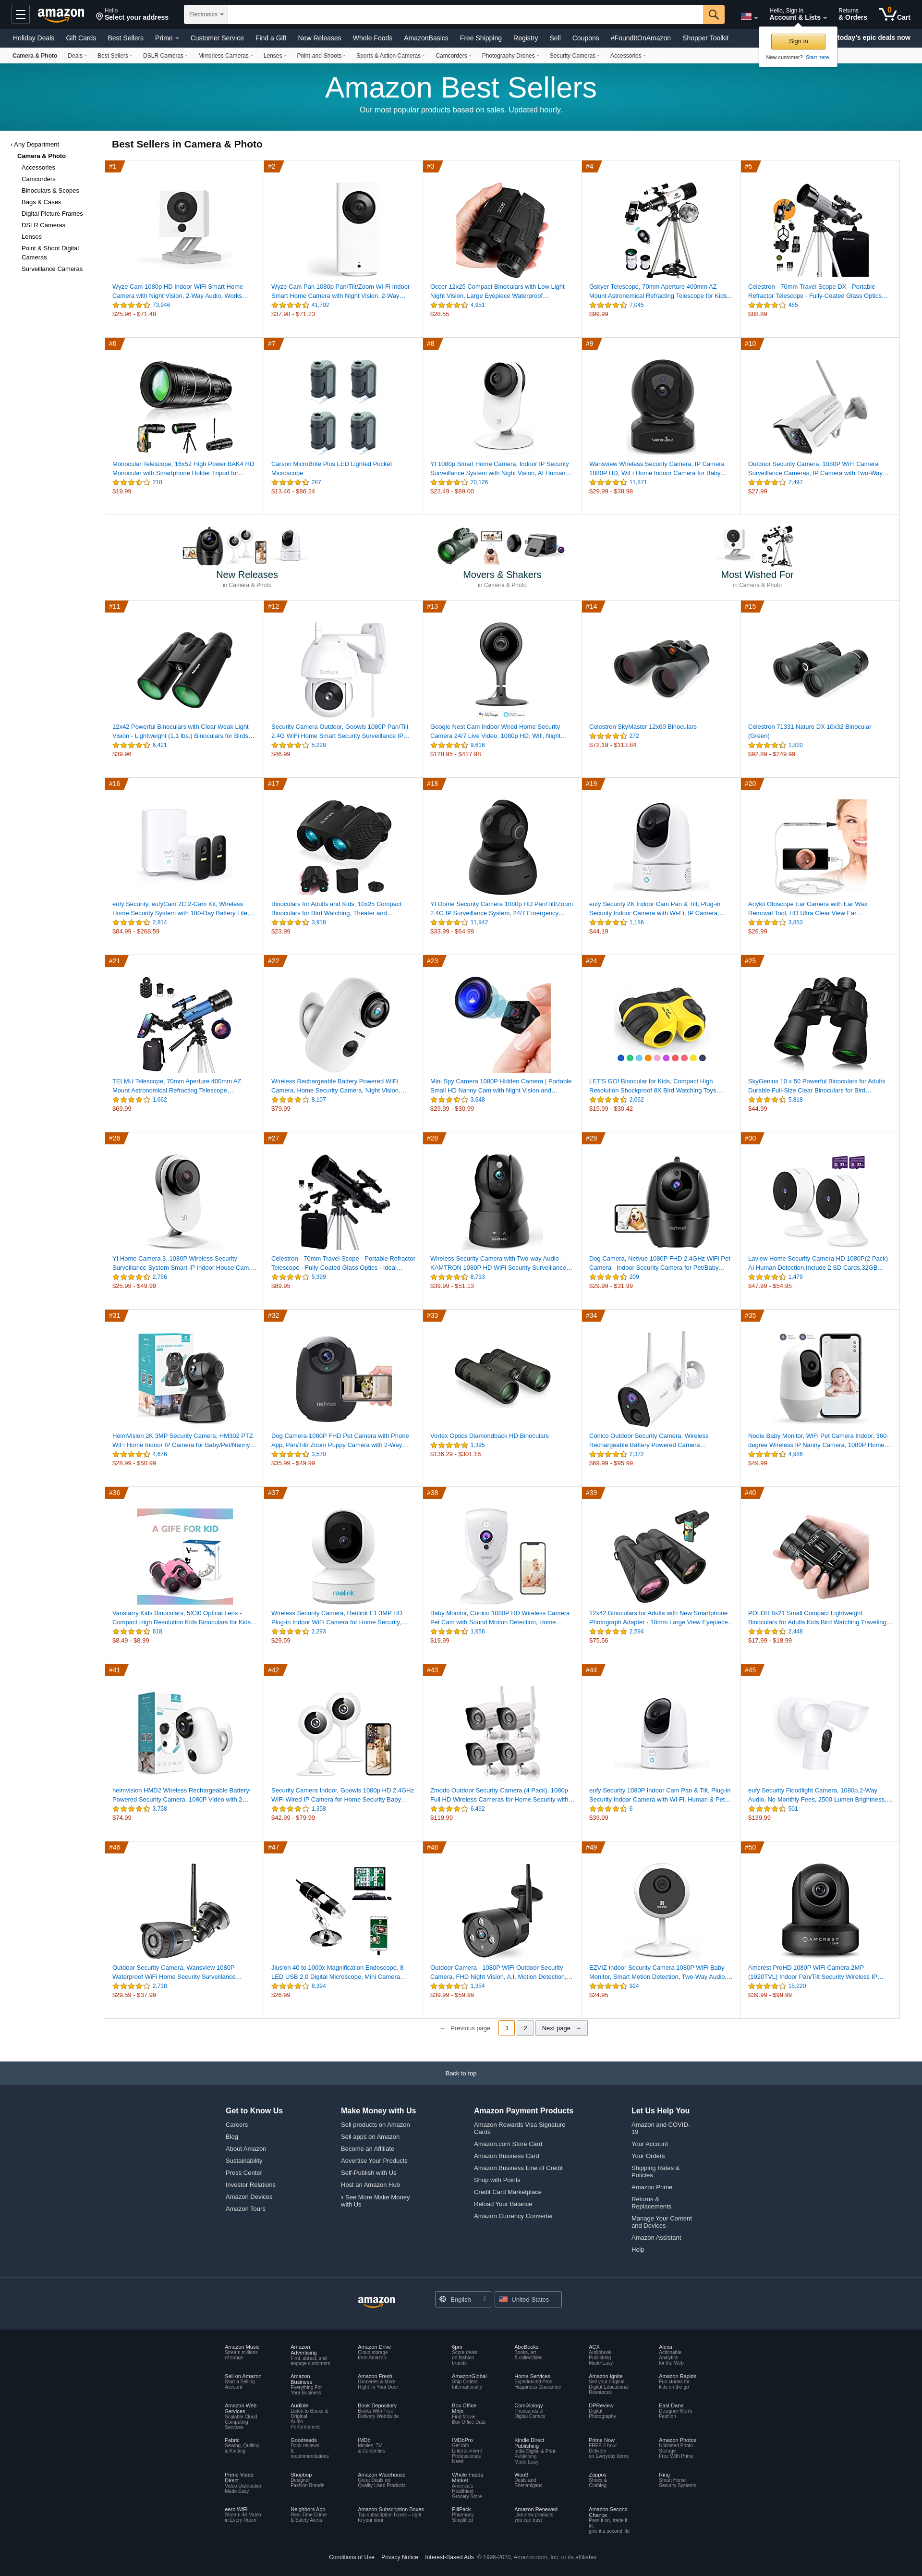 amazon
Hello
Select your address
Electronics
Hello, Sign in
Account & Lists
Returns
& Orders
0
Cart
Holiday Deals Gift Cards Best Sellers Prime Customer Service Find a Gift New Releases Whole Foods AmazonBasics Free Shipping Registry Sell Coupons #FoundItOnAmazon Shopper Toolkit
today's epic deals now
Sign in
New customer? Start here.
Camera & Photo Deals Best Sellers DSLR Cameras Mirrorless Cameras Lenses Point-and-Shoots Sports & Action Cameras Camcorders Photography Drones Security Cameras Accessories
Amazon Best Sellers
Our most popular products based on sales. Updated hourly.
‹ Any Department
Camera & Photo
Accessories
Camcorders
Binoculars & Scopes
Bags & Cases
Digital Picture Frames
DSLR Cameras
Lenses
Point & Shoot Digital
Cameras
Surveillance Cameras
Best Sellers in Camera & Photo
#1
Wyze Cam 1080p HD Indoor WiFi Smart Home
Camera with Night Vision, 2-Way Audio, Works…
73,946
$25.96 - $71.48
#2
Wyze Cam Pan 1080p Pan/Tilt/Zoom Wi-Fi Indoor
Smart Home Camera with Night Vision, 2-Way…
41,702
$37.98 - $71.23
#3
Occer 12x25 Compact Binoculars with Low Light
Night Vision, Large Eyepiece Waterproof…
4,951
$28.55
#4
Gskyer Telescope, 70mm Aperture 400mm AZ
Mount Astronomical Refracting Telescope for Kids…
7,045
$99.99
#5
Celestron - 70mm Travel Scope DX - Portable
Refractor Telescope - Fully-Coated Glass Optics…
485
$88.89
#6
Monocular Telescope, 16x52 High Power BAK4 HD
Monocular with Smartphone Holder Tripod for…
210
$19.99
#7
Carson MicroBrite Plus LED Lighted Pocket
Microscope
287
$13.46 - $86.24
#8
YI 1080p Smart Home Camera, Indoor IP Security
Surveillance System with Night Vision, AI Human…
20,126
$22.49 - $89.00
#9
Wansview Wireless Security Camera, IP Camera
1080P HD, WiFi Home Indoor Camera for Baby…
11,871
$29.99 - $38.98
#10
Outdoor Security Camera, 1080P WiFi Camera
Surveillance Cameras, IP Camera with Two-Way…
7,497
$27.99
New Releases
in Camera & Photo
Movers & Shakers
in Camera & Photo
Most Wished For
in Camera & Photo
#11
12x42 Powerful Binoculars with Clear Weak Light
Vision - Lightweight (1.1 lbs.) Binoculars for Birds…
6,421
$39.96
#12
Security Camera Outdoor, Goowls 1080P Pan/Tilt
2.4G WiFi Home Smart Security Surveillance IP…
5,228
$46.99
#13
Google Nest Cam Indoor Wired Home Security
Camera 24/7 Live Video, 1080p HD, Wifi, Night…
9,616
$128.95 - $427.98
#14
Celestron SkyMaster 12x60 Binoculars
272
$72.19 - $113.84
#15
Celestron 71331 Nature DX 10x32 Binocular
(Green)
1,820
$92.89 - $249.99
#16
eufy Security, eufyCam 2C 2-Cam Kit, Wireless
Home Security System with 180-Day Battery Life,…
2,814
$84.99 - $268.59
#17
Binoculars for Adults and Kids, 10x25 Compact
Binoculars for Bird Watching, Theater and…
3,918
$23.99
#18
YI Dome Security Camera 1080p HD Pan/Tilt/Zoom
2.4G IP Surveillance System, 24/7 Emergency…
11,942
$33.99 - $64.99
#19
eufy Security 2K Indoor Cam Pan & Tilt, Plug-in
Security Indoor Camera with Wi-Fi, IP Camera,…
1,186
$44.19
#20
Anykit Otoscope Ear Camera with Ear Wax
Removal Tool, HD Ultra Clear View Ear…
3,853
$26.99
#21
TELMU Telescope, 70mm Aperture 400mm AZ
Mount Astronomical Refracting Telescope…
1,662
$69.99
#22
Wireless Rechargeable Battery Powered WiFi
Camera, Home Security Camera, Night Vision,…
8,107
$79.99
#23
Mini Spy Camera 1080P Hidden Camera | Portable
Small HD Nanny Cam with Night Vision and…
3,648
$29.99 - $30.99
#24
LET'S GO! Binocular for Kids, Compact High
Resolution Shockproof 8X Bird Watching Toys…
2,062
$15.99 - $30.42
#25
SkyGenius 10 x 50 Powerful Binoculars for Adults
Durable Full-Size Clear Binoculars for Bird…
5,818
$44.99
#26
YI Home Camera 3, 1080P Wireless Security
Surveillance System Smart IP Indoor House Cam,…
2,756
$25.99 - $49.99
#27
Celestron - 70mm Travel Scope - Portable Refractor
Telescope - Fully-Coated Glass Optics - Ideal…
5,399
$89.95
#28
Wireless Security Camera with Two-way Audio -
KAMTRON 1080P HD WiFi Security Surveillance…
8,733
$39.99 - $51.13
#29
netvue
Dog Camera, Netvue 1080P FHD 2.4GHz WiFi Pet
Camera , Indoor Security Camera for Pet/Baby…
209
$29.99 - $31.99
#30
Laview Home Security Camera HD 1080P(2 Pack)
AI Human Detection,Include 2 SD Cards,32GB…
1,479
$47.99 - $54.95
#31
HeimVision 2K 3MP Security Camera, HM302 PTZ
WiFi Home Indoor IP Camera for Baby/Pet/Nanny…
4,676
$28.99 - $50.99
#32
netvue
Dog Camera-1080P FHD Pet Camera with Phone
App, Pan/Tilt/ Zoom Puppy Camera with 2-Way…
3,570
$35.99 - $49.99
#33
Vortex Optics Diamondback HD Binoculars
1,395
$136.29 - $301.16
#34
Conico Outdoor Security Camera, Wireless
Rechargeable Battery Powered Camera…
2,372
$69.99 - $95.99
#35
Nooie Baby Monitor, WiFi Pet Camera Indoor, 360-
degree Wireless IP Nanny Camera, 1080P Home…
4,986
$49.99
#36
A GIFE FOR KID
Vanstarry Kids Binoculars, 5X30 Optical Lens -
Compact High Resolution Kids Binoculars for Kids…
618
$8.49 - $8.99
#37
reolink
Wireless Security Camera, Reolink E1 3MP HD
Plug-in Indoor WiFi Camera for Home Security,…
2,293
$29.59
#38
Baby Monitor, Conico 1080P HD Wireless Camera
Pet Cam with Sound Motion Detection, Home…
1,656
$19.99
#39
12x42 Binoculars for Adults with New Smartphone
Photograph Adapter - 18mm Large View Eyepiece…
2,594
$75.56
#40
POLDR 8x21 Small Compact Lightweight
Binoculars for Adults Kids Bird Watching Traveling…
2,448
$17.99 - $18.99
#41
heimvision HMD2 Wireless Rechargeable Battery-
Powered Security Camera, 1080P Video with 2…
3,758
$74.99
#42
Security Camera Indoor, Goowls 1080p HD 2.4GHz
WiFi Wired IP Camera for Home Security Baby…
1,358
$42.99 - $79.99
#43
Zmodo Outdoor Security Camera (4 Pack), 1080p
Full HD Wireless Cameras for Home Security with…
6,492
$119.99
#44
eufy Security 1080P Indoor Cam Pan & Tilt, Plug-in
Security Indoor Camera with Wi-Fi, Human & Pet…
6
$39.99
#45
eufy Security Floodlight Camera, 1080p,2-Way
Audio, No Monthly Fees, 2500-Lumen Brightness,…
501
$139.99
#46
Outdoor Security Camera, Wansview 1080P
Waterproof WiFi Home Security Surveillance…
2,718
$29.59 - $37.99
#47
Jiusion 40 to 1000x Magnification Endoscope, 8
LED USB 2.0 Digital Microscope, Mini Camera…
8,394
$26.99
#48
Outdoor Camera - 1080P WiFi Outdoor Security
Camera, FHD Night Vision, A.I. Motion Detection,…
1,354
$39.99 - $59.99
#49
EZVIZ Indoor Security Camera 1080P WiFi Baby
Monitor, Smart Motion Detection, Two-Way Audio,…
924
$24.95
#50
AMCREST
Amcrest ProHD 1080P WiFi Camera 2MP
(1920TVL) Indoor Pan/Tilt Security Wireless IP…
15,220
$39.99 - $99.99
← Previous page 1 2 Next page →
Back to top
Get to Know Us
Careers
Blog
About Amazon
Sustainability
Press Center
Investor Relations
Amazon Devices
Amazon Tours
Make Money with Us
Sell products on Amazon
Sell apps on Amazon
Become an Affiliate
Advertise Your Products
Self-Publish with Us
Host an Amazon Hub
› See More Make Money
with Us
Amazon Payment Products
Amazon Rewards Visa Signature
Cards
Amazon.com Store Card
Amazon Business Card
Amazon Business Line of Credit
Shop with Points
Credit Card Marketplace
Reload Your Balance
Amazon Currency Converter
Let Us Help You
Amazon and COVID-
19
Your Account
Your Orders
Shipping Rates &
Policies
Amazon Prime
Returns &
Replacements
Manage Your Content
and Devices
Amazon Assistant
Help
amazon
English
United States
Amazon Music
Stream millions
of songs
Amazon
Advertising
Find, attract, and
engage customers
Amazon Drive
Cloud storage
from Amazon
6pm
Score deals
on fashion
brands
AbeBooks
Books, art
& collectibles
ACX
Audiobook
Publishing
Made Easy
Alexa
Actionable
Analytics
for the Web
Sell on Amazon
Start a Selling
Account
Amazon
Business
Everything For
Your Business
Amazon Fresh
Groceries & More
Right To Your Door
AmazonGlobal
Ship Orders
Internationally
Home Services
Experienced Pros
Happiness Guarantee
Amazon Ignite
Sell your original
Digital Educational
Resources
Amazon Rapids
Fun stories for
kids on the go
Amazon Web
Services
Scalable Cloud
Computing
Services
Audible
Listen to Books &
Original
Audio
Performances
Book Depository
Books With Free
Delivery Worldwide
Box Office
Mojo
Find Movie
Box Office Data
ComiXology
Thousands of
Digital Comics
DPReview
Digital
Photography
East Dane
Designer Men's
Fashion
Fabric
Sewing, Quilting
& Knitting
Goodreads
Book reviews
&
recommendations
IMDb
Movies, TV
& Celebrities
IMDbPro
Get Info
Entertainment
Professionals
Need
Kindle Direct
Publishing
Indie Digital & Print
Publishing
Made Easy
Prime Now
FREE 2-hour
Delivery
on Everyday Items
Amazon Photos
Unlimited Photo
Storage
Free With Prime
Prime Video
Direct
Video Distribution
Made Easy
Shopbop
Designer
Fashion Brands
Amazon Warehouse
Great Deals on
Quality Used Products
Whole Foods
Market
America's
Healthiest
Grocery Store
Woot!
Deals and
Shenanigans
Zappos
Shoes &
Clothing
Ring
Smart Home
Security Systems
eero WiFi
Stream 4K Video
in Every Room
Neighbors App
Real-Time Crime
& Safety Alerts
Amazon Subscription Boxes
Top subscription boxes – right
to your door
PillPack
Pharmacy
Simplified
Amazon Renewed
Like-new products
you can trust
Amazon Second
Chance
Pass it on, trade it
in,
give it a second life
Conditions of Use Privacy Notice Interest-Based Ads © 1996-2020, Amazon.com, Inc. or its affiliates